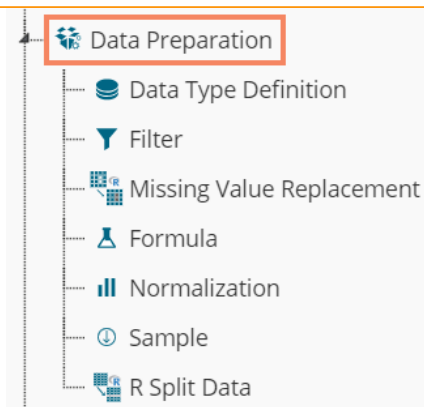 Data Preparation
Data Type Definition
Filter
Missing Value Replacement
Formula
Normalization
Sample
R Split Data